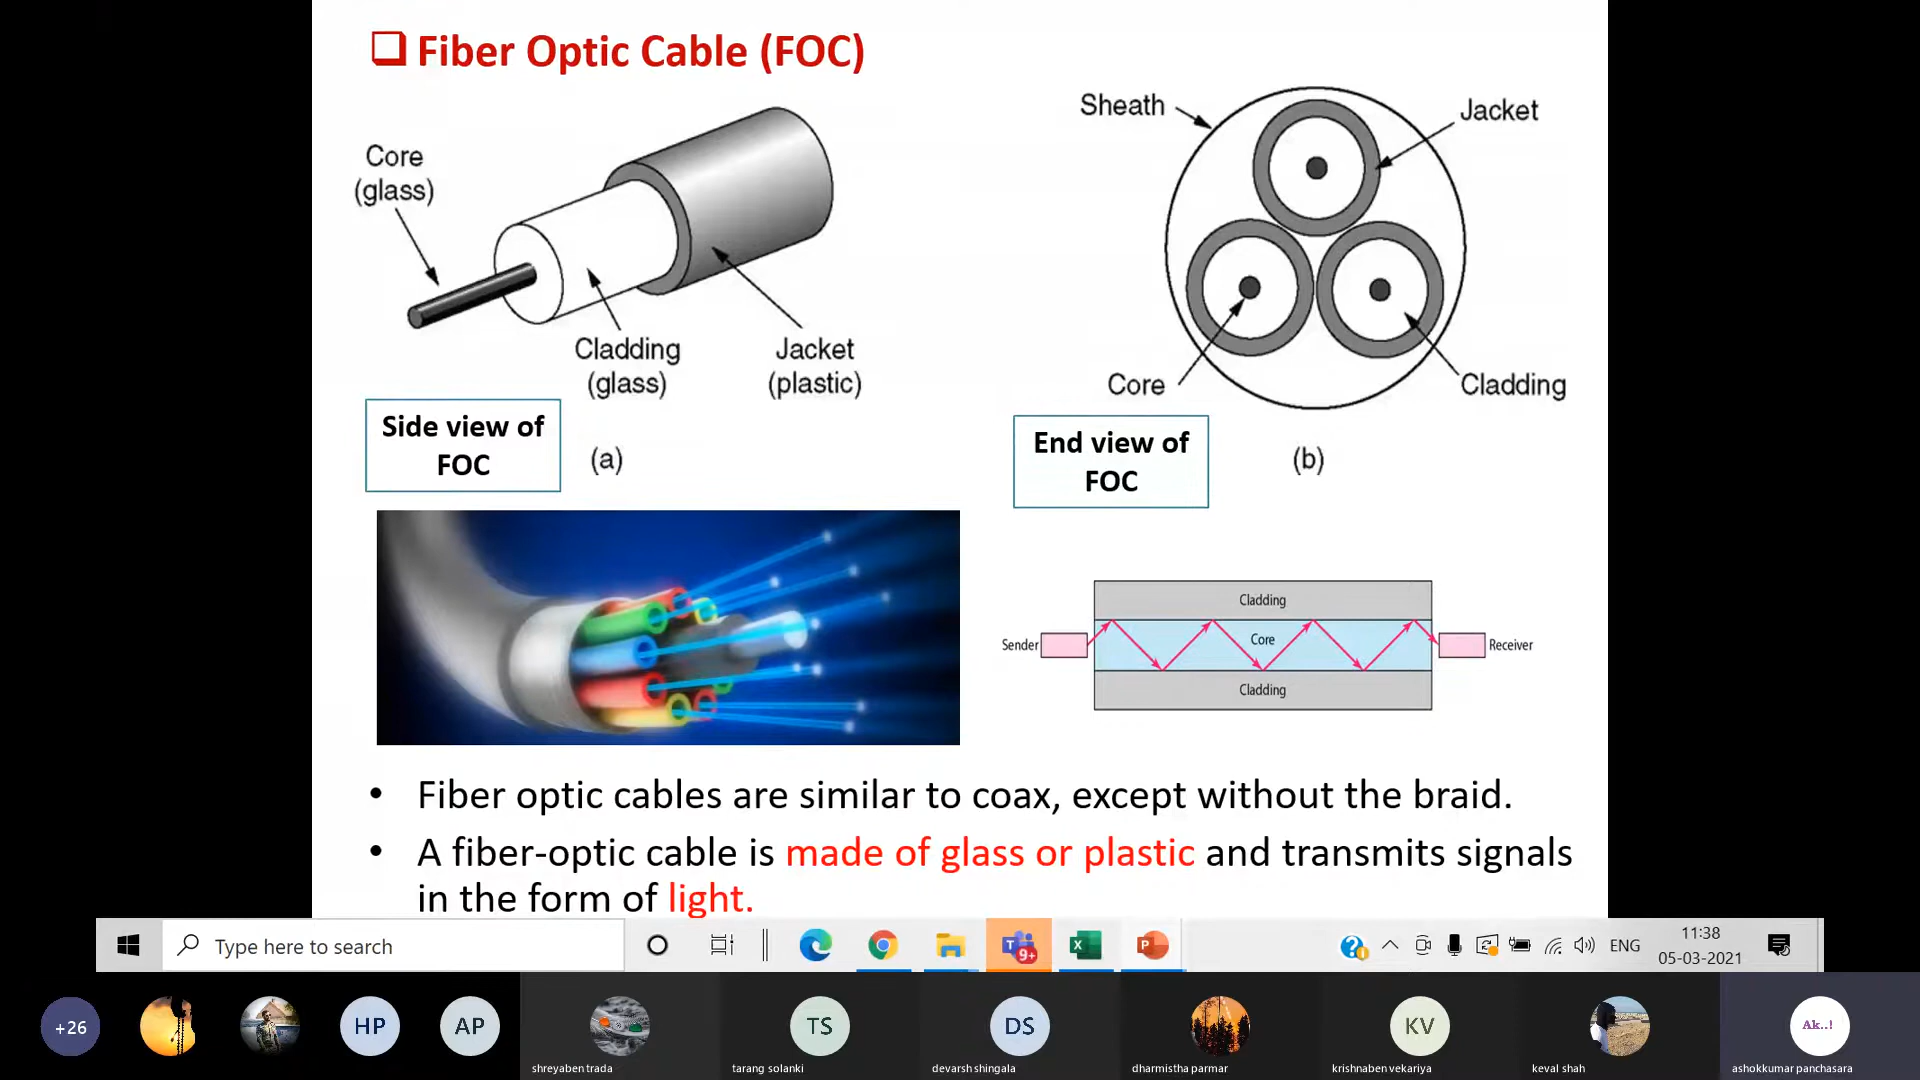 ❑ Fiber Optic Cable (FOC)
Core
(glass)
Cladding
(glass)
Jacket
(plastic)
Side view of
FOC
(a)
Sheath
Jacket
Core
Cladding
End view of
FOC
(b)
Cladding
Sender
Core
Receiver
Cladding
• Fiber optic cables are similar to coax, except without the braid.
• A fiber-optic cable is made of glass or plastic and transmits signals
in the form of light.
Type here to search
T
9+
X
P
ENG
11:38
05-03-2021
+26
HP
AP
TS
DS
KV
Ak..!
shreyaben trada
tarang solanki
devarsh shingala
dharmistha parmar
krishnaben vekariya
keval shah
ashokkumar panchasara